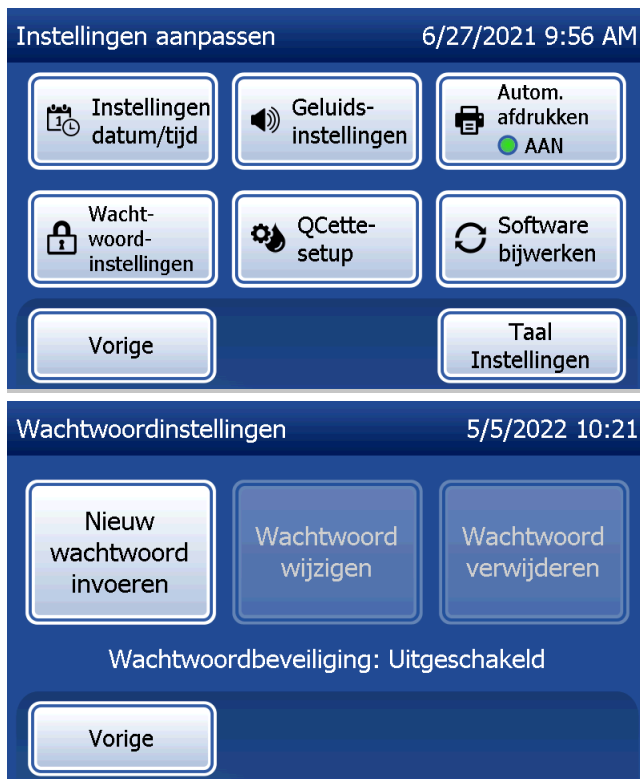 Instellingen aanpassen 6/27/2021 9:56 AM
Instellingen
datum/tijd
Geluids-
instellingen
Autom.
afdrukken
AAN
Wacht-
woord-
instellingen
QCette-
setup
Software
bijwerken
Vorige
Taal
Instellingen
Wachtwoordinstellingen 5/5/2022 10:21
Nieuw
wachtwoord
invoeren
Wachtwoord
wijzigen
Wachtwoord
verwijderen
Wachtwoordbeveiliging: Uitgeschakeld
Vorige